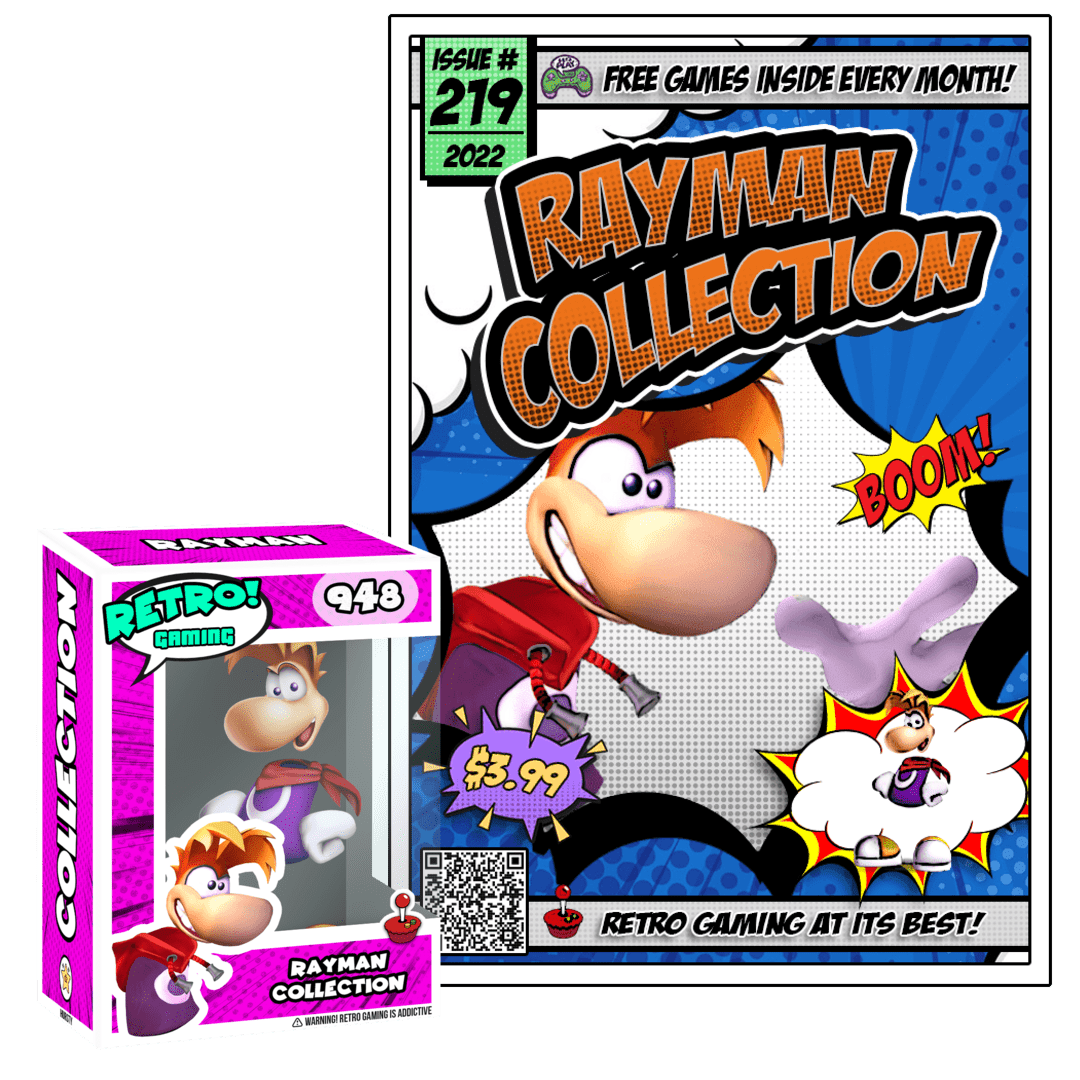 ISSUE #
219
2022
FREE GAMES INSIDE EVERY MONTH!
RAYMAN
COLLECTION
BOOM!
$3.99
RETRO GAMING AT ITS BEST!
RAYMAN
COLLECTION
RETRO!
GAMING
948
RAYMAN
COLLECTION
WARNING! RETRO GAMING IS ADDICTIVE